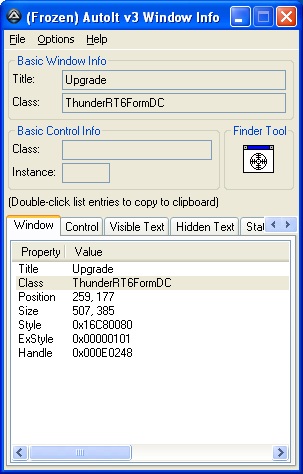 (Frozen) AutoIt v3 Window Info
File Options Help
Basic Window Info
Title: Upgrade
Class: ThunderRT6FormDC
Basic Control Info Finder Tool
Class:
Instance:
(Double-click list entries to copy to clipboard)
Window Control Visible Text Hidden Text Stat
Property Value
Title Upgrade
Class ThunderRT6FormDC
Position 259, 177
Size 507, 385
Style 0x16C80080
ExStyle 0x00000101
Handle 0x000E0248